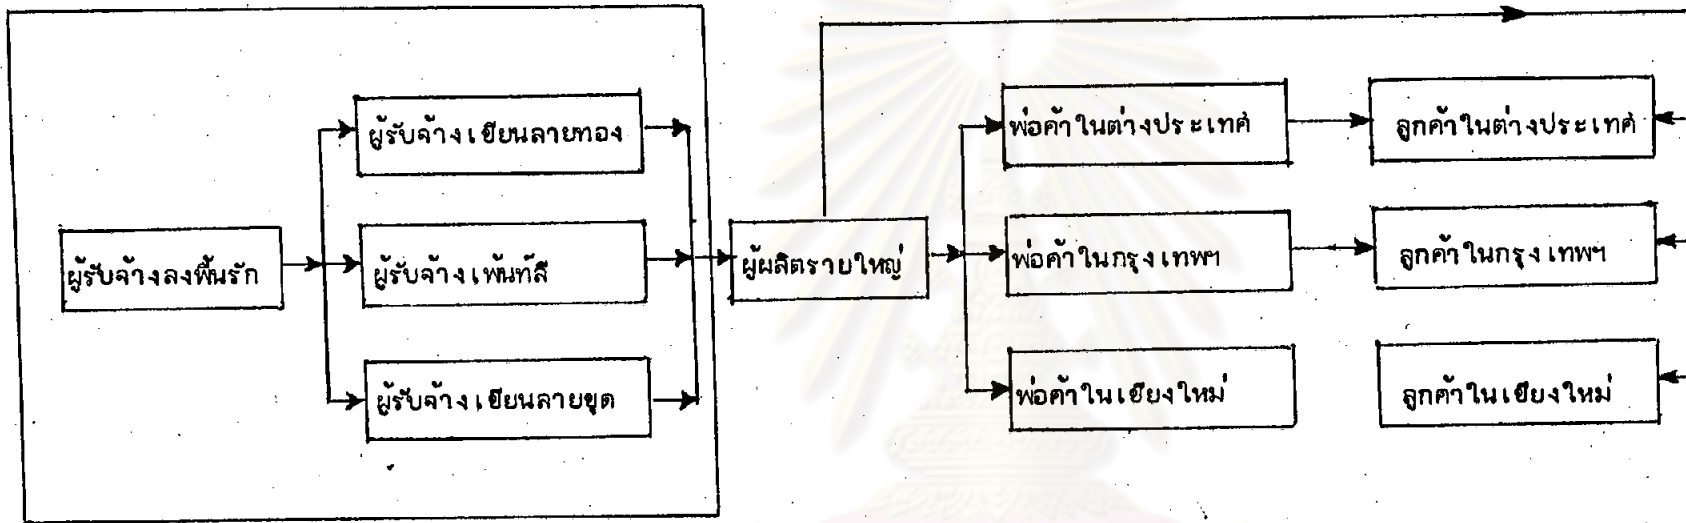 ผู้รับจ้างลงพื้นรัก
ผู้รับจ้างเขียนลายทอง
ผู้รับจ้างเพ้นท์สี
ผู้รับจ้างเขียนลายขูด
ผู้ผลิตรายใหญ่
พ่อค้าในต่างประเทศ
พ่อค้าในกรุงเทพฯ
พ่อค้าในเชียงใหม่
ลูกค้าในต่างประเทศ
ลูกค้าในกรุงเทพฯ
ลูกค้าในเชียงใหม่